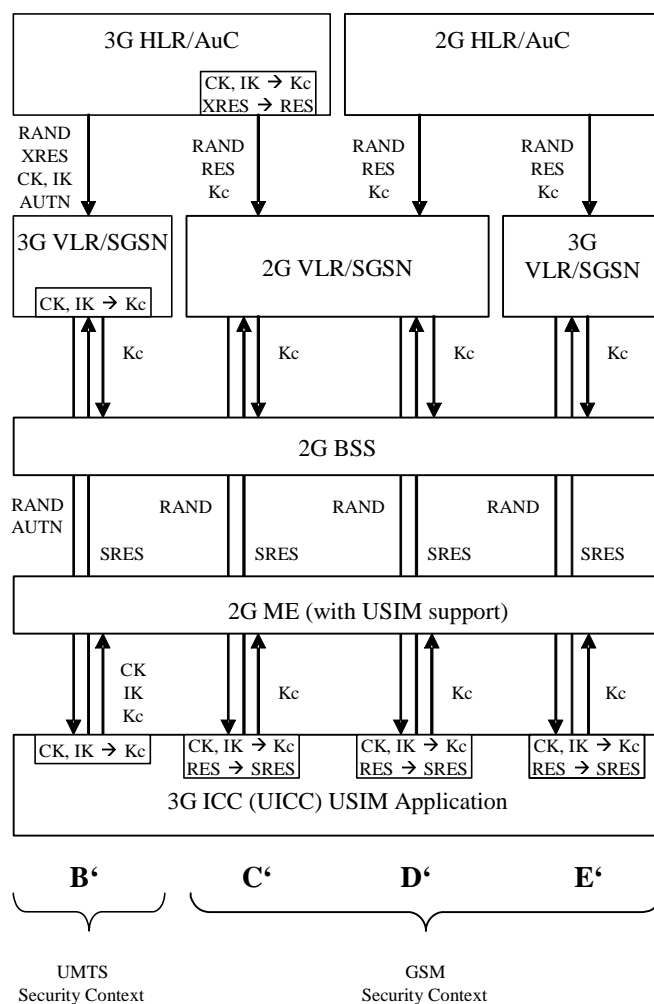 3G HLR/AuC
2G HLR/AuC
CK, IK → Kc
XRES → RES
RAND
XRES
CK, IK
AUTN
RAND
RES
Kc
RAND
RES
Kc
RAND
RES
Kc
3G VLR/SGSN
CK, IK → Kc
2G VLR/SGSN
3G
VLR/SGSN
Kc
Kc
Kc
Kc
2G BSS
RAND
AUTN
SRES
RAND
SRES
RAND
SRES
RAND
SRES
2G ME (with USIM support)
CK
IK
Kc
Kc
Kc
Kc
CK, IK → Kc
CK, IK → Kc
RES → SRES
CK, IK → Kc
RES → SRES
CK, IK → Kc
RES → SRES
3G ICC (UICC) USIM Application
B‘
C‘
D‘
E‘
UMTS
Security Context
GSM
Security Context